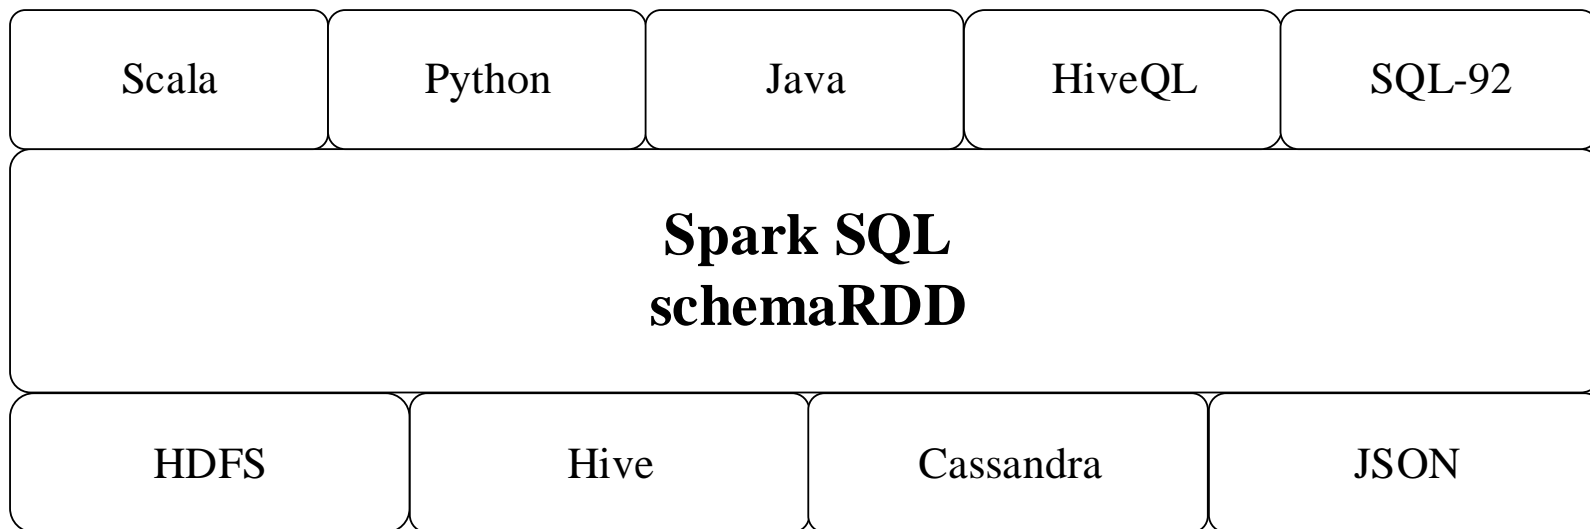 Scala
Python
Java
HiveQL
SQL-92
Spark SQL
schemaRDD
HDFS
Hive
Cassandra
JSON